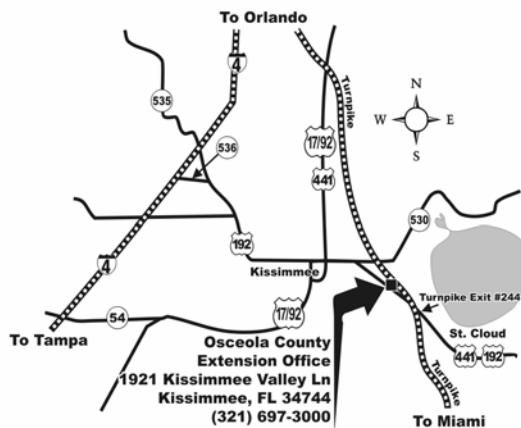 To Orlando
4
535
Turnpike
N
W E
S
536
17/92
441
530
192
Kissimmee
4
Turnpike Exit #244
54
17/92
St. Cloud
To Tampa
Osceola County
Extension Office
1921 Kissimmee Valley Ln
Kissimmee, FL 34744
(321) 697-3000
441 192
Turnpike
To Miami